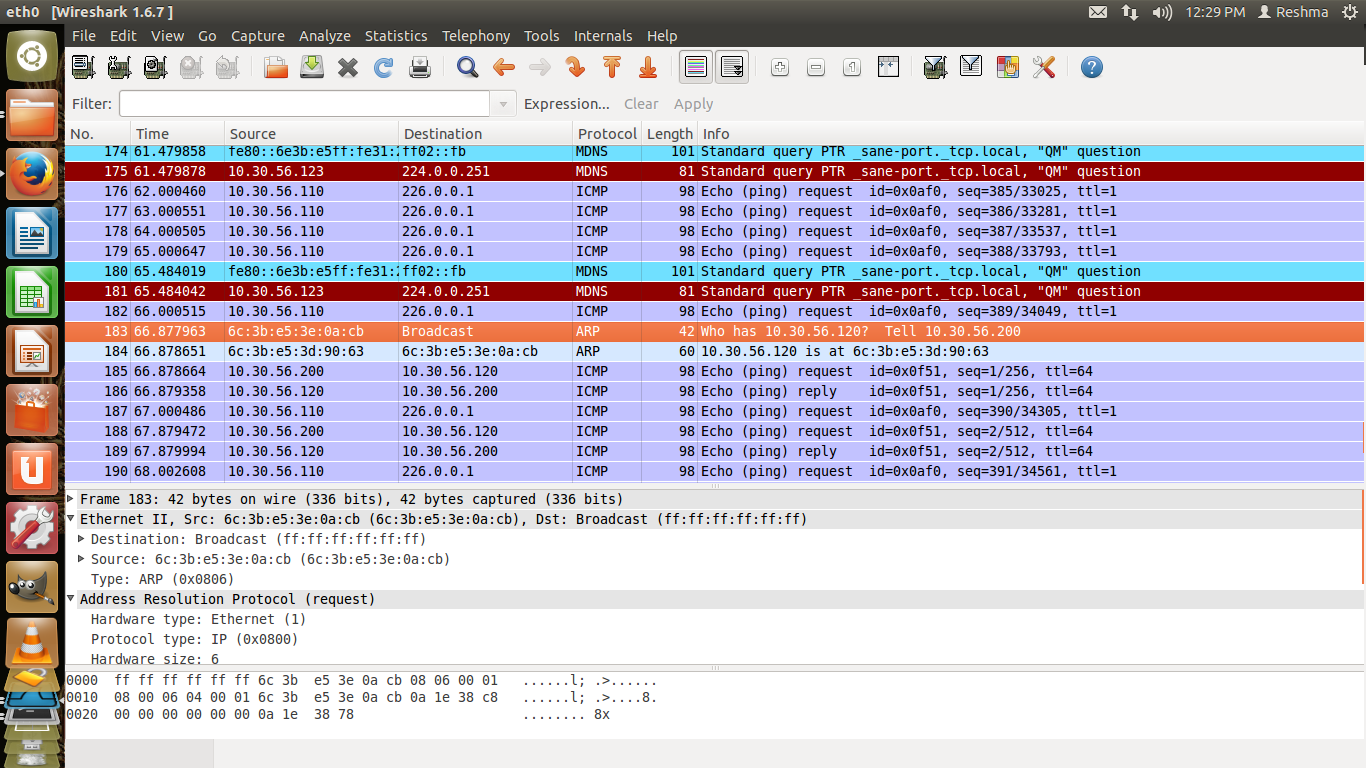 eth0 [Wireshark 1.6.7 ] 12:29 PM Reshma
File Edit View Go Capture Analyze Statistics Telephony Tools Internals Help
Filter: Expression... Clear Apply
No. Time Source Destination Protocol Length Info
174 61.479858 fe80::6e3b:e5ff:fe31:2 ff02::fb MDNS 101 Standard query PTR _sane-port._tcp.local, "QM" question
175 61.479878 10.30.56.123 224.0.0.251 MDNS 81 Standard query PTR _sane-port._tcp.local, "QM" question
176 62.000460 10.30.56.110 226.0.0.1 ICMP 98 Echo (ping) request id=0x0af0, seq=385/33025, ttl=1
177 63.000551 10.30.56.110 226.0.0.1 ICMP 98 Echo (ping) request id=0x0af0, seq=386/33281, ttl=1
178 64.000505 10.30.56.110 226.0.0.1 ICMP 98 Echo (ping) request id=0x0af0, seq=387/33537, ttl=1
179 65.000647 10.30.56.110 226.0.0.1 ICMP 98 Echo (ping) request id=0x0af0, seq=388/33793, ttl=1
180 65.484019 fe80::6e3b:e5ff:fe31:2 ff02::fb MDNS 101 Standard query PTR _sane-port._tcp.local, "QM" question
181 65.484042 10.30.56.123 224.0.0.251 MDNS 81 Standard query PTR _sane-port._tcp.local, "QM" question
182 66.000515 10.30.56.110 226.0.0.1 ICMP 98 Echo (ping) request id=0x0af0, seq=389/34049, ttl=1
183 66.877963 6c:3b:e5:3e:0a:cb Broadcast ARP 42 Who has 10.30.56.120? Tell 10.30.56.200
184 66.878651 6c:3b:e5:3d:90:63 6c:3b:e5:3e:0a:cb ARP 60 10.30.56.120 is at 6c:3b:e5:3d:90:63
185 66.878664 10.30.56.200 10.30.56.120 ICMP 98 Echo (ping) request id=0x0f51, seq=1/256, ttl=64
186 66.879358 10.30.56.120 10.30.56.200 ICMP 98 Echo (ping) reply id=0x0f51, seq=1/256, ttl=64
187 67.000486 10.30.56.110 226.0.0.1 ICMP 98 Echo (ping) request id=0x0af0, seq=390/34305, ttl=1
188 67.879472 10.30.56.200 10.30.56.120 ICMP 98 Echo (ping) request id=0x0f51, seq=2/512, ttl=64
189 67.879994 10.30.56.120 10.30.56.200 ICMP 98 Echo (ping) reply id=0x0f51, seq=2/512, ttl=64
190 68.002608 10.30.56.110 226.0.0.1 ICMP 98 Echo (ping) request id=0x0af0, seq=391/34561, ttl=1
Frame 183: 42 bytes on wire (336 bits), 42 bytes captured (336 bits)
Ethernet II, Src: 6c:3b:e5:3e:0a:cb (6c:3b:e5:3e:0a:cb), Dst: Broadcast (ff:ff:ff:ff:ff:ff)
Destination: Broadcast (ff:ff:ff:ff:ff:ff)
Source: 6c:3b:e5:3e:0a:cb (6c:3b:e5:3e:0a:cb)
Type: ARP (0x0806)
Address Resolution Protocol (request)
Hardware type: Ethernet (1)
Protocol type: IP (0x0800)
Hardware size: 6
0000 ff ff ff ff ff ff 6c 3b e5 3e 0a cb 08 06 00 01 ......l; .>......
0010 08 00 06 04 00 01 6c 3b e5 3e 0a cb 0a 1e 38 c8 ......l; .>....8.
0020 00 00 00 00 00 00 0a 1e 38 78 ........ 8x